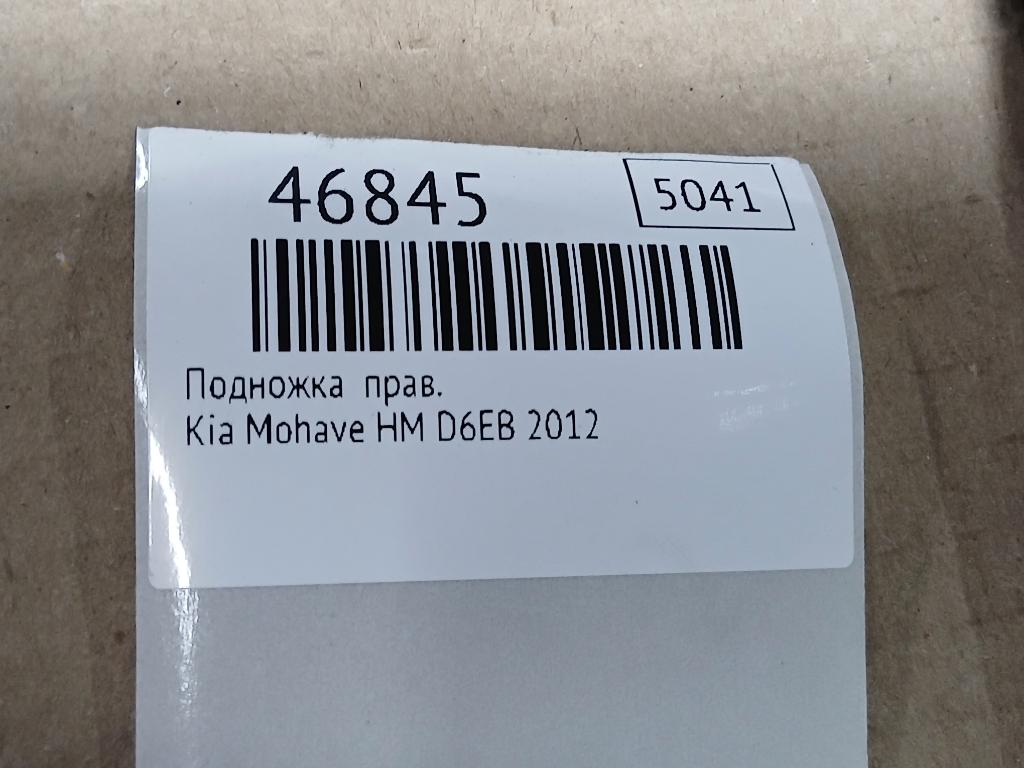 46845
5041
Подножка прав.
Kia Mohave HM D6EB 2012